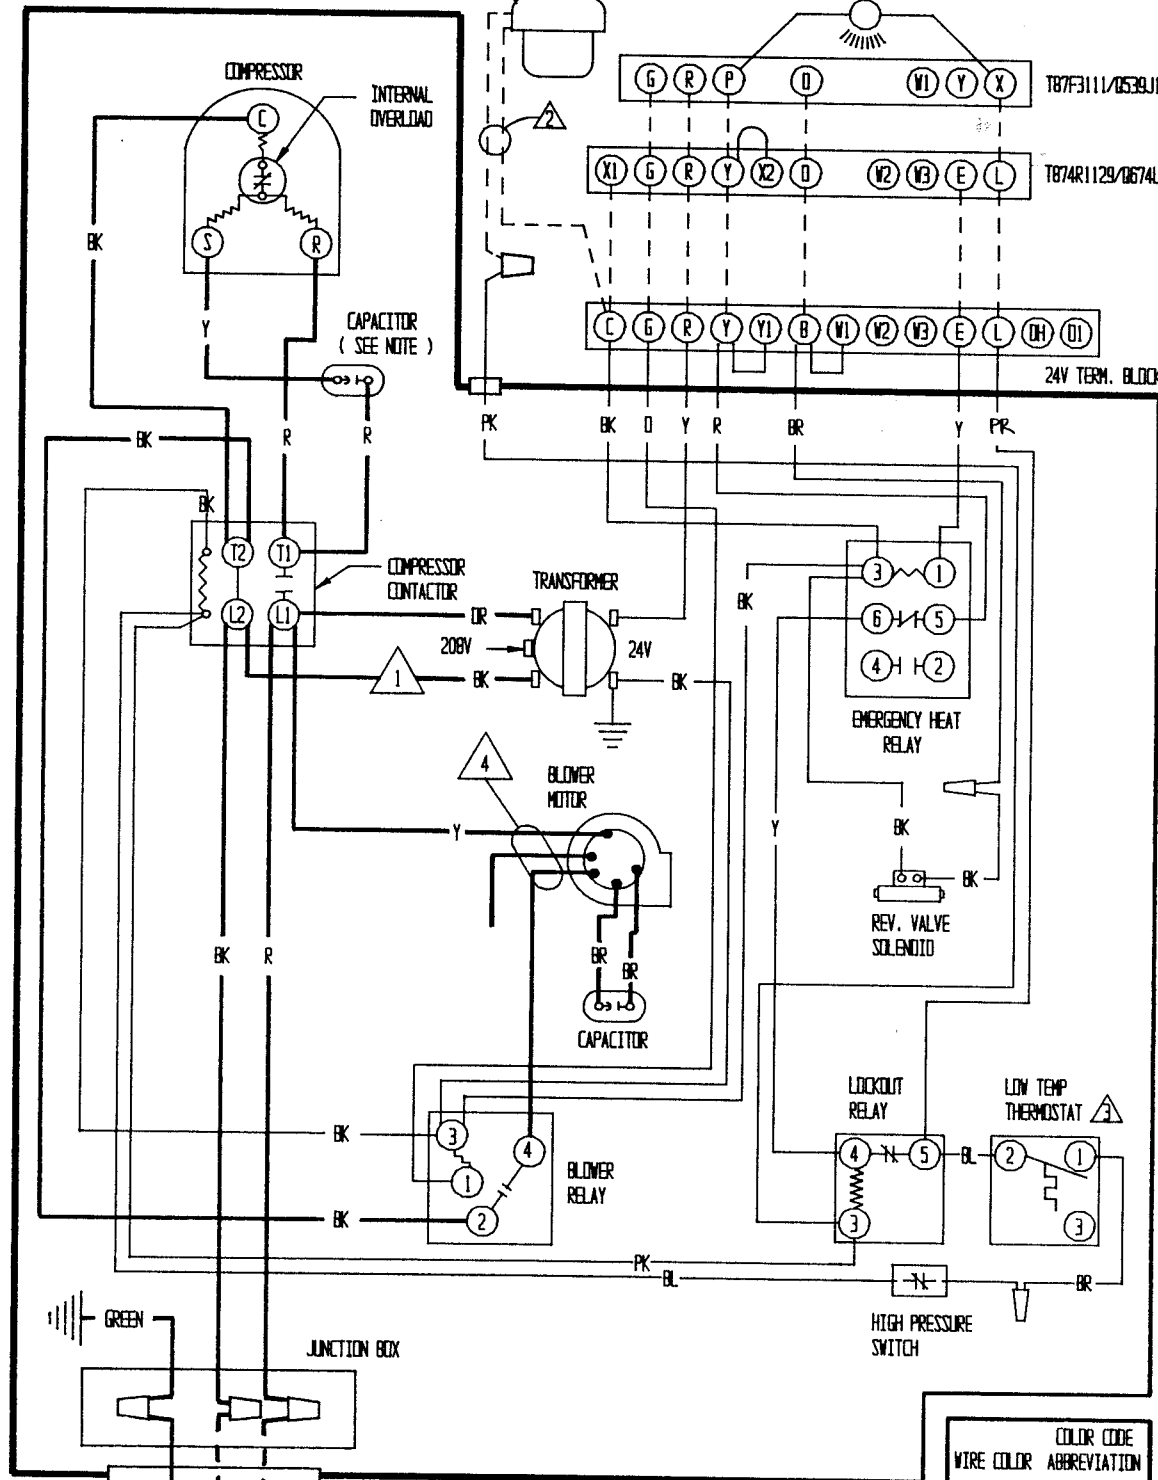 G R P O W1 Y X
T87F3111/Q539J1
COMPRESSOR
INTERNAL
OVERLOAD
C
2
X1 G R Y X2 O W2 W3 E L
T874R1129/Q674L
S R
BK
Y
CAPACITOR
( SEE NOTE )
C G R Y Y1 B W1 W2 W3 E L DH O1
24V TERM. BLOCK
BK
R
R
PK
BK
O
Y
R
BR
Y
PR
BK
T2 T1
COMPRESSOR
CONTACTOR
L2 L1
OR
TRANSFORMER
208V
24V
1
BK
BK
BK
3 1
6 5
4 2
EMERGENCY HEAT
RELAY
4
BLOWER
MOTOR
Y
Y
BK
BK
REV. VALVE
SOLENOID
BK
R
BR
BR
CAPACITOR
LOCKOUT
RELAY
LOW TEMP
THERMOSTAT 3
BK
3
4
1
2
BLOWER
RELAY
BK
4 5
BL
2 1
3
3
PK
BL
BR
HIGH PRESSURE
SWITCH
GREEN
JUNCTION BOX
COLOR CODE
WIRE COLOR ABBREVIATION